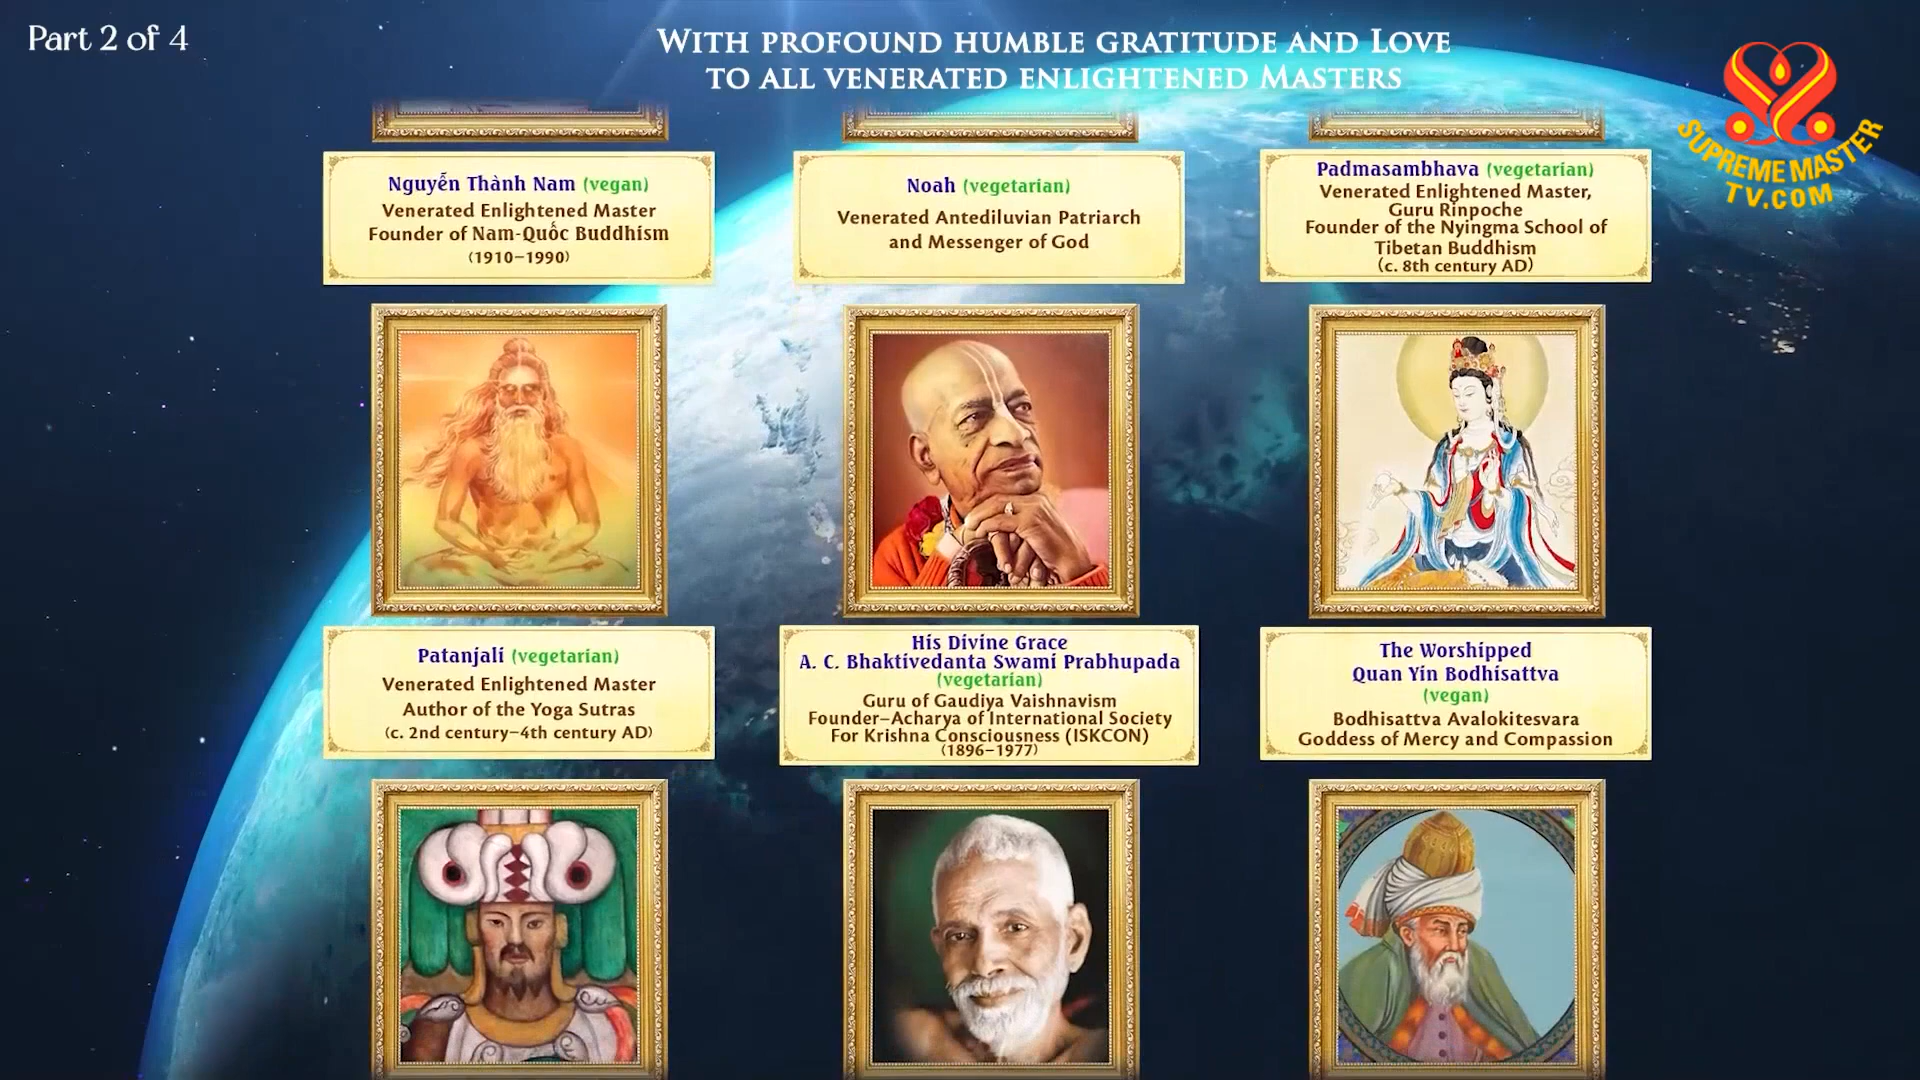 Part 2 of 4
WITH PROFOUND HUMBLE GRATITUDE AND LOVE
TO ALL VENERATED ENLIGHTENED MASTERS
SUPREME MASTER
TV.COM
Nguyễn Thành Nam (vegan)
Venerated Enlightened Master
Founder of Nam-Quốc Buddhism
(1910–1990)
Noah (vegetarian)
Venerated Antediluvian Patriarch
and Messenger of God
Padmasambhava (vegetarian)
Venerated Enlightened Master,
Guru Rinpoche
Founder of the Nyingma School of
Tibetan Buddhism
(c. 8th century AD)
Patanjali (vegetarian)
Venerated Enlightened Master
Author of the Yoga Sutras
(c. 2nd century–4th century AD)
His Divine Grace
A. C. Bhaktivedanta Swami Prabhupada
(vegetarian)
Guru of Gaudiya Vaishnavism
Founder–Acharya of International Society
For Krishna Consciousness (ISKCON)
(1896–1977)
The Worshipped
Quan Yin Bodhisattva
(vegan)
Bodhisattva Avalokitesvara
Goddess of Mercy and Compassion